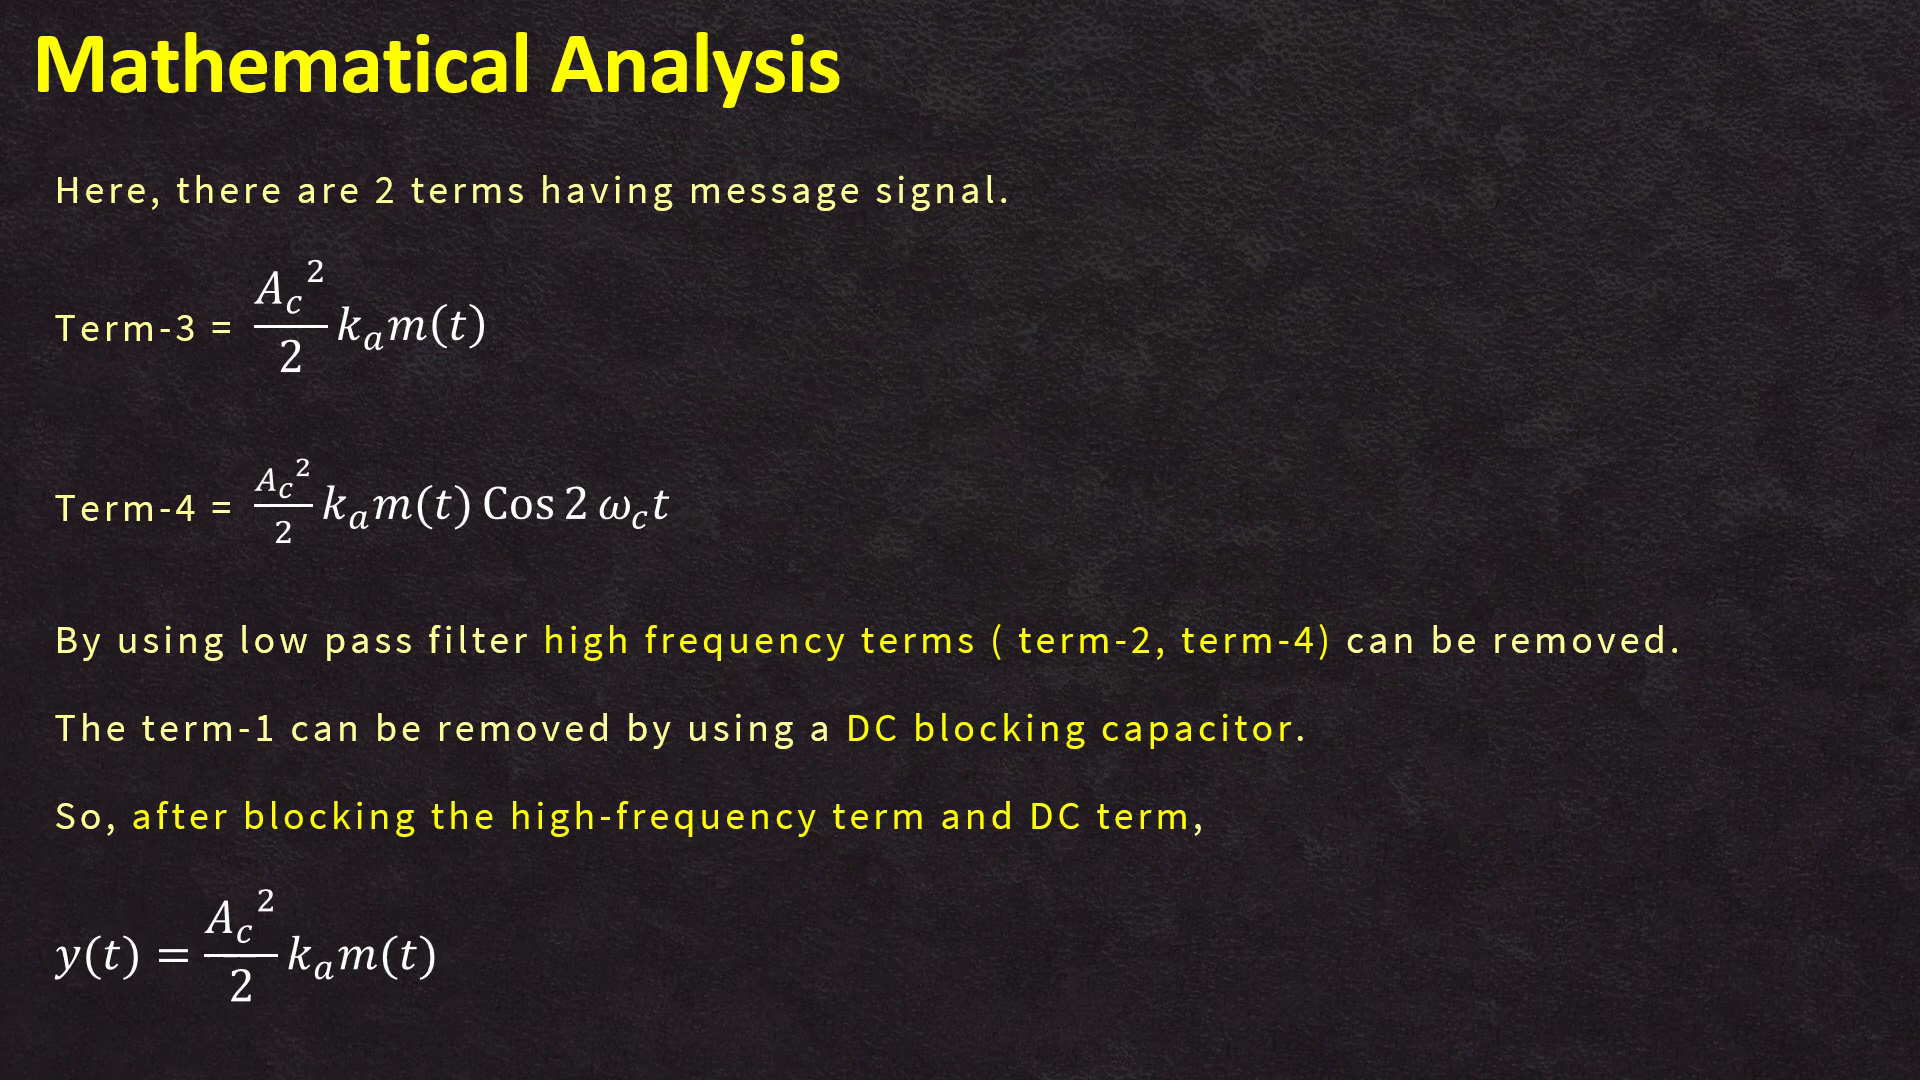 Mathematical Analysis
Here, there are 2 terms having message signal.
Term-3 = \frac{{A_c}^2}{2} k_a m(t)
Term-4 = \frac{{A_c}^2}{2} k_a m(t) Cos 2 ω_c t
By using low pass filter high frequency terms ( term-2, term-4) can be removed.
The term-1 can be removed by using a DC blocking capacitor.
So, after blocking the high-frequency term and DC term,
y(t) = \frac{{A_c}^2}{2} k_a m(t)